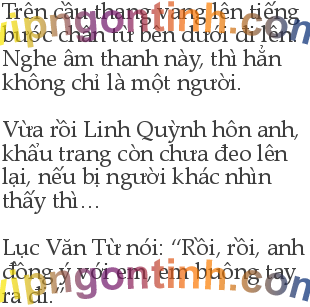 Trên cầu thang vang lên tiếng
bước chân từ bên dưới đi lên.
Nghe âm thanh này, thì hẳn
không chỉ là một người.
Vừa rồi Linh Quỳnh hôn anh,
khẩu trang còn chưa đeo lên
lại, nếu bị người khác nhìn
thấy thì…
Lục Văn Từ nói: “Rồi, rồi, anh
đồng ý với em, em buông tay
ra đi.”